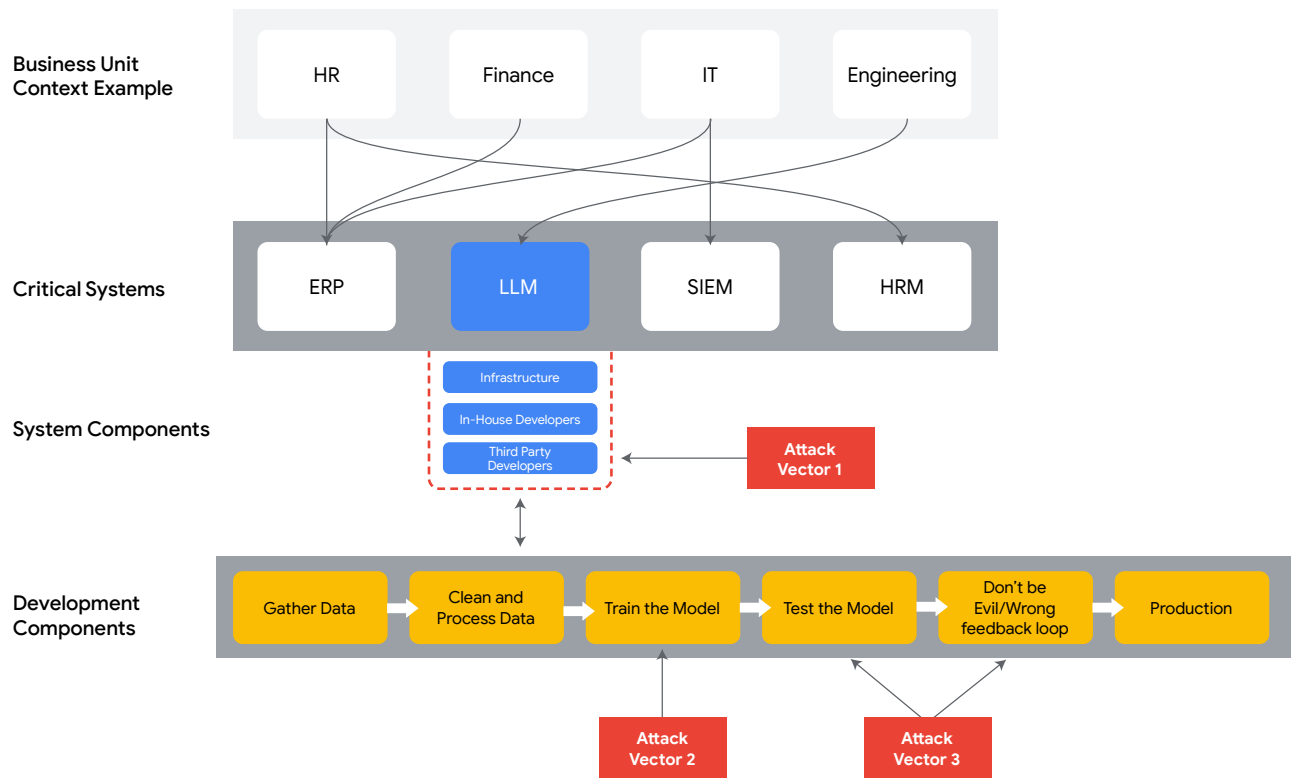 Business Unit
Context Example
HR
Finance
IT
Engineering
Critical Systems
ERP
LLM
SIEM
HRM
System Components
Infrastructure
In-House Developers
Third Party
Developers
Attack
Vector 1
Development
Components
Gather Data
Clean and
Process Data
Train the Model
Test the Model
Don’t be
Evil/Wrong
feedback loop
Production
Attack
Vector 2
Attack
Vector 3